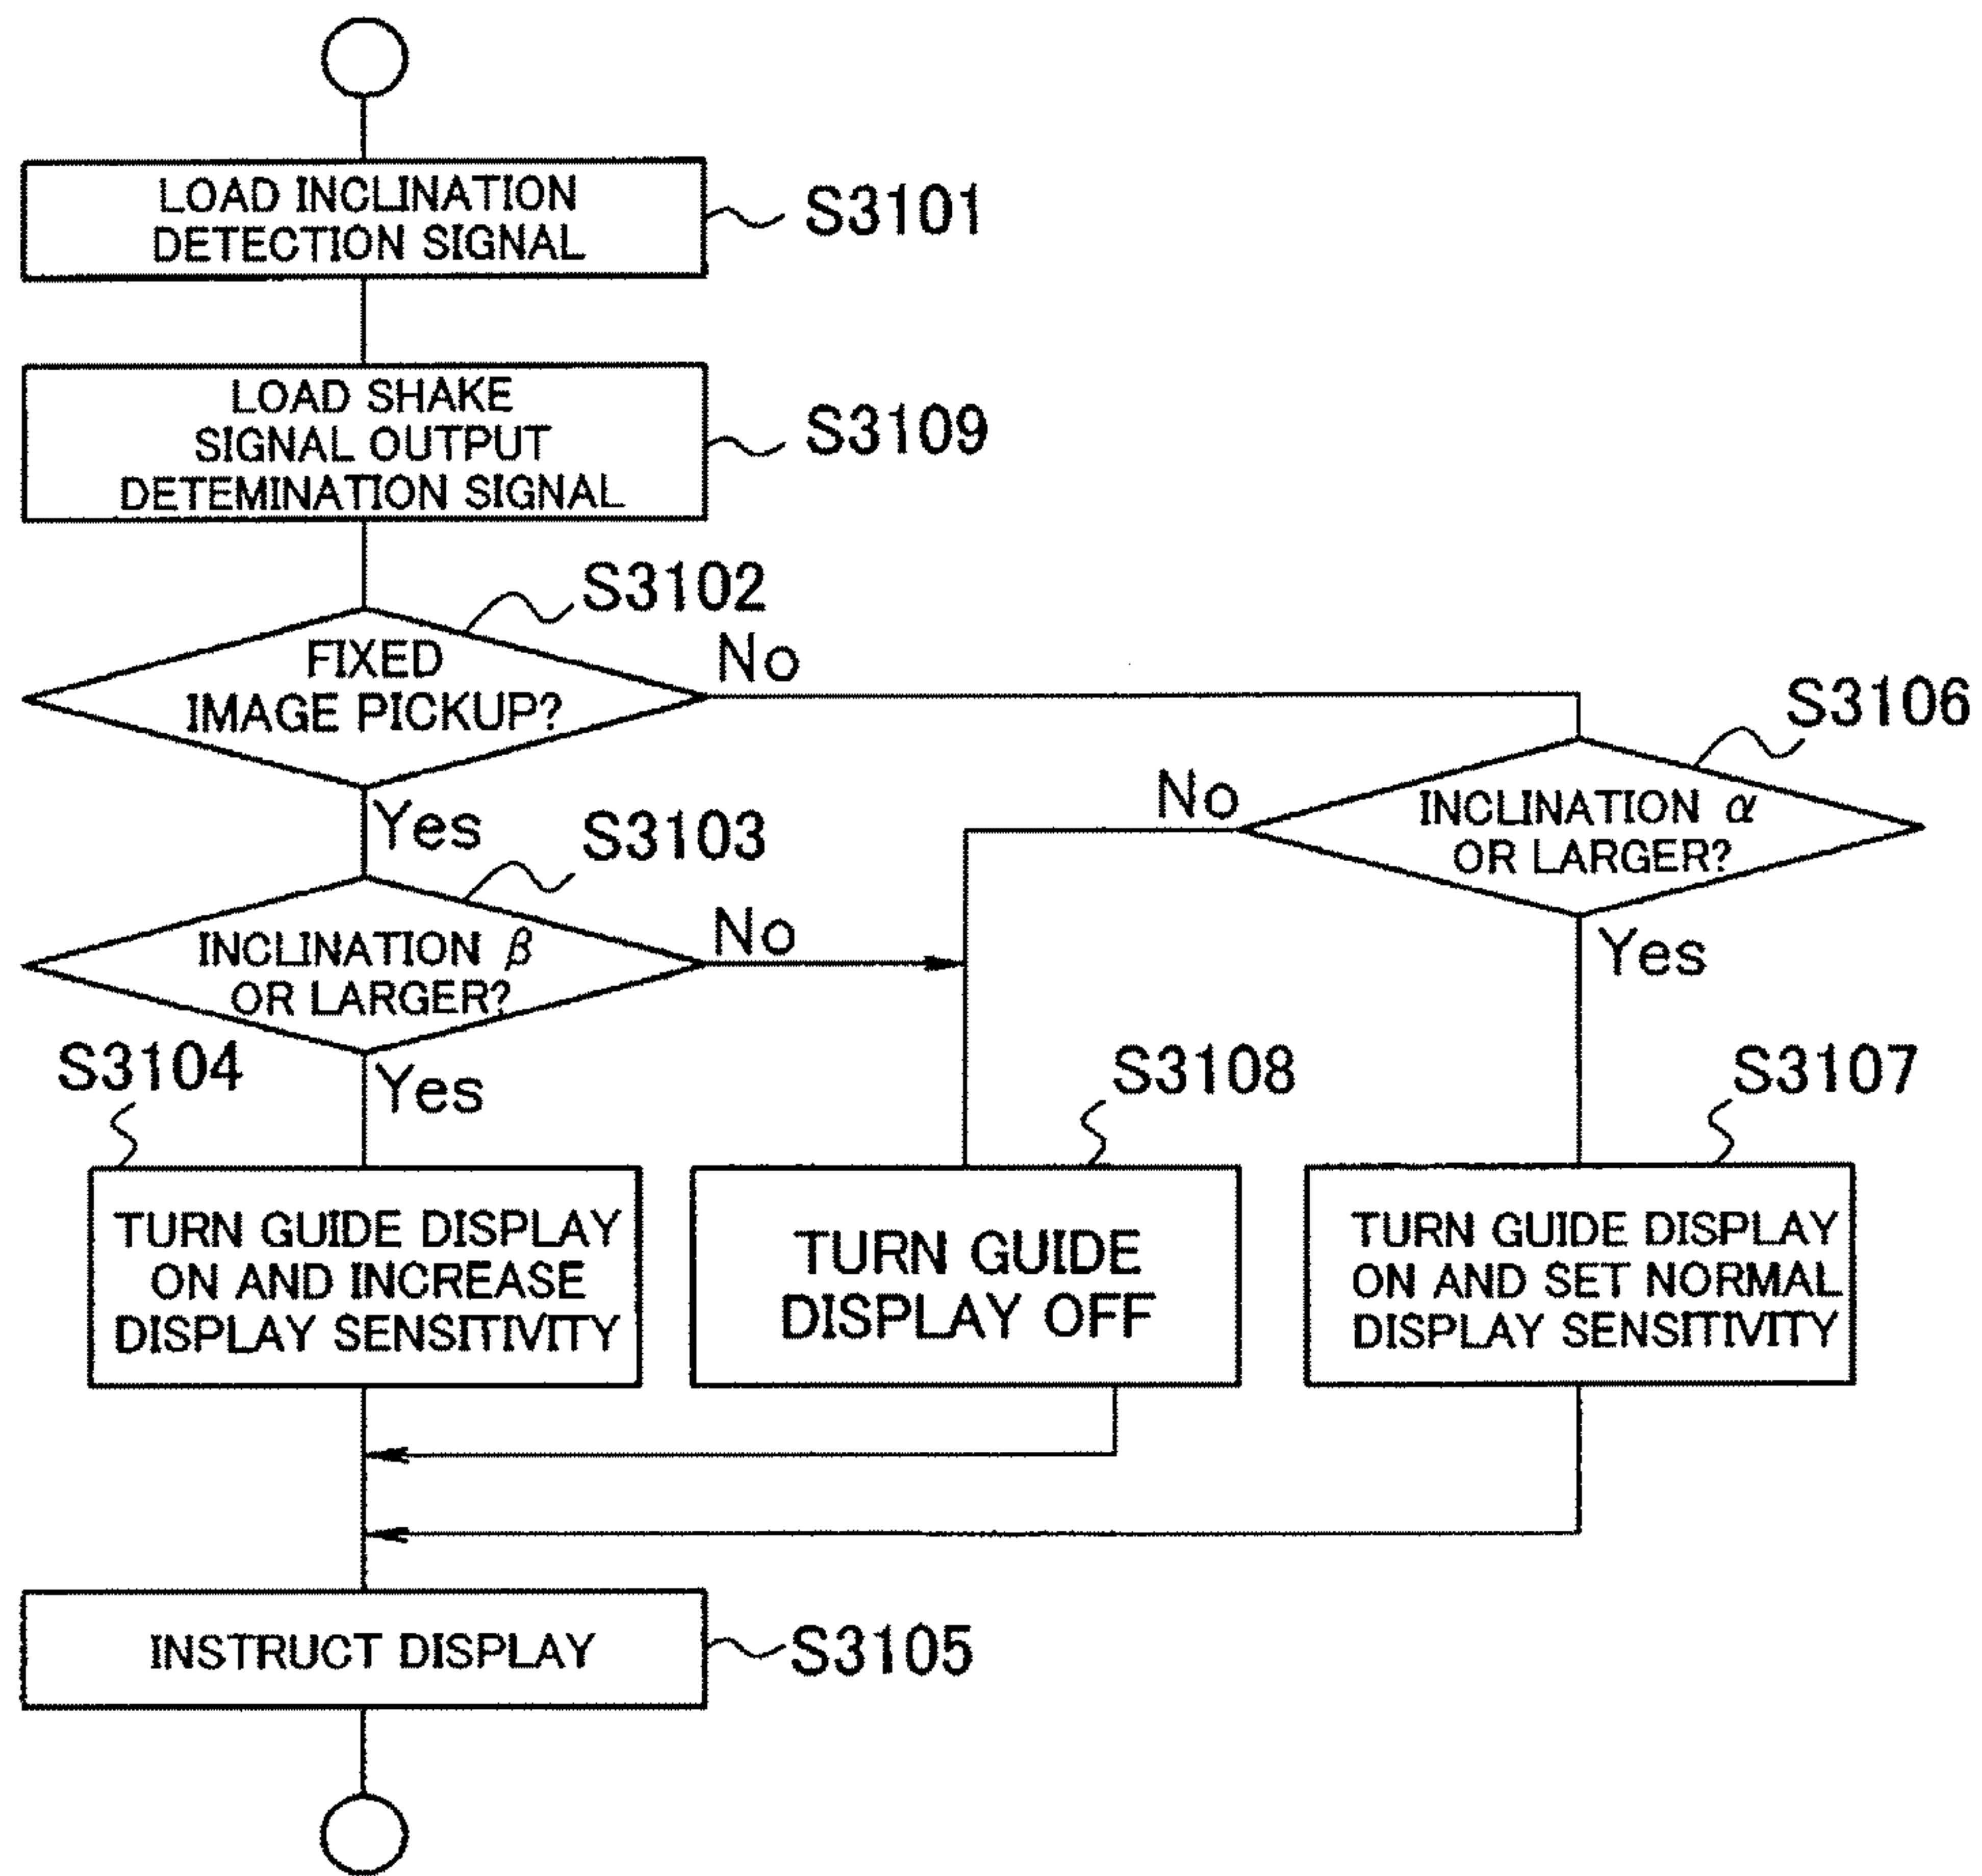 LOAD INCLINATION
DETECTION SIGNAL
S3101
LOAD SHAKE
SIGNAL OUTPUT
DETEMINATION SIGNAL
S3109
S3102
FIXED
IMAGE PICKUP?
No
Yes
S3106
INCLINATION α
OR LARGER?
No
Yes
S3103
INCLINATION β
OR LARGER?
No
Yes
S3104
TURN GUIDE DISPLAY
ON AND INCREASE
DISPLAY SENSITIVITY
S3108
TURN GUIDE
DISPLAY OFF
S3107
TURN GUIDE DISPLAY
ON AND SET NORMAL
DISPLAY SENSITIVITY
INSTRUCT DISPLAY
S3105